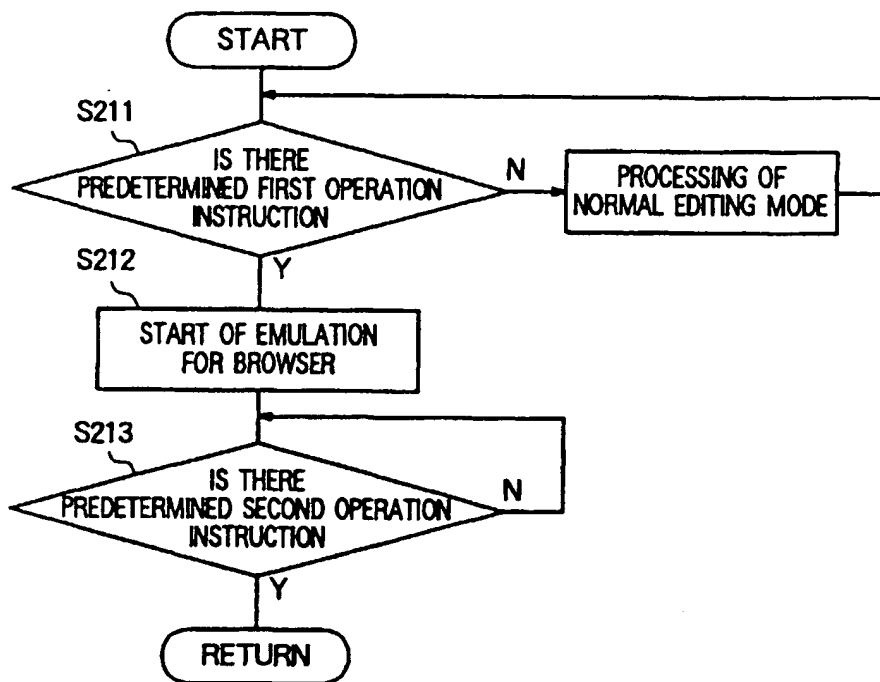 START
S211
IS THERE
PREDETERMINED FIRST OPERATION
INSTRUCTION
N
PROCESSING OF
NORMAL EDITING MODE
Y
S212
START OF EMULATION
FOR BROWSER
S213
IS THERE
PREDETERMINED SECOND OPERATION
INSTRUCTION
N
Y
RETURN